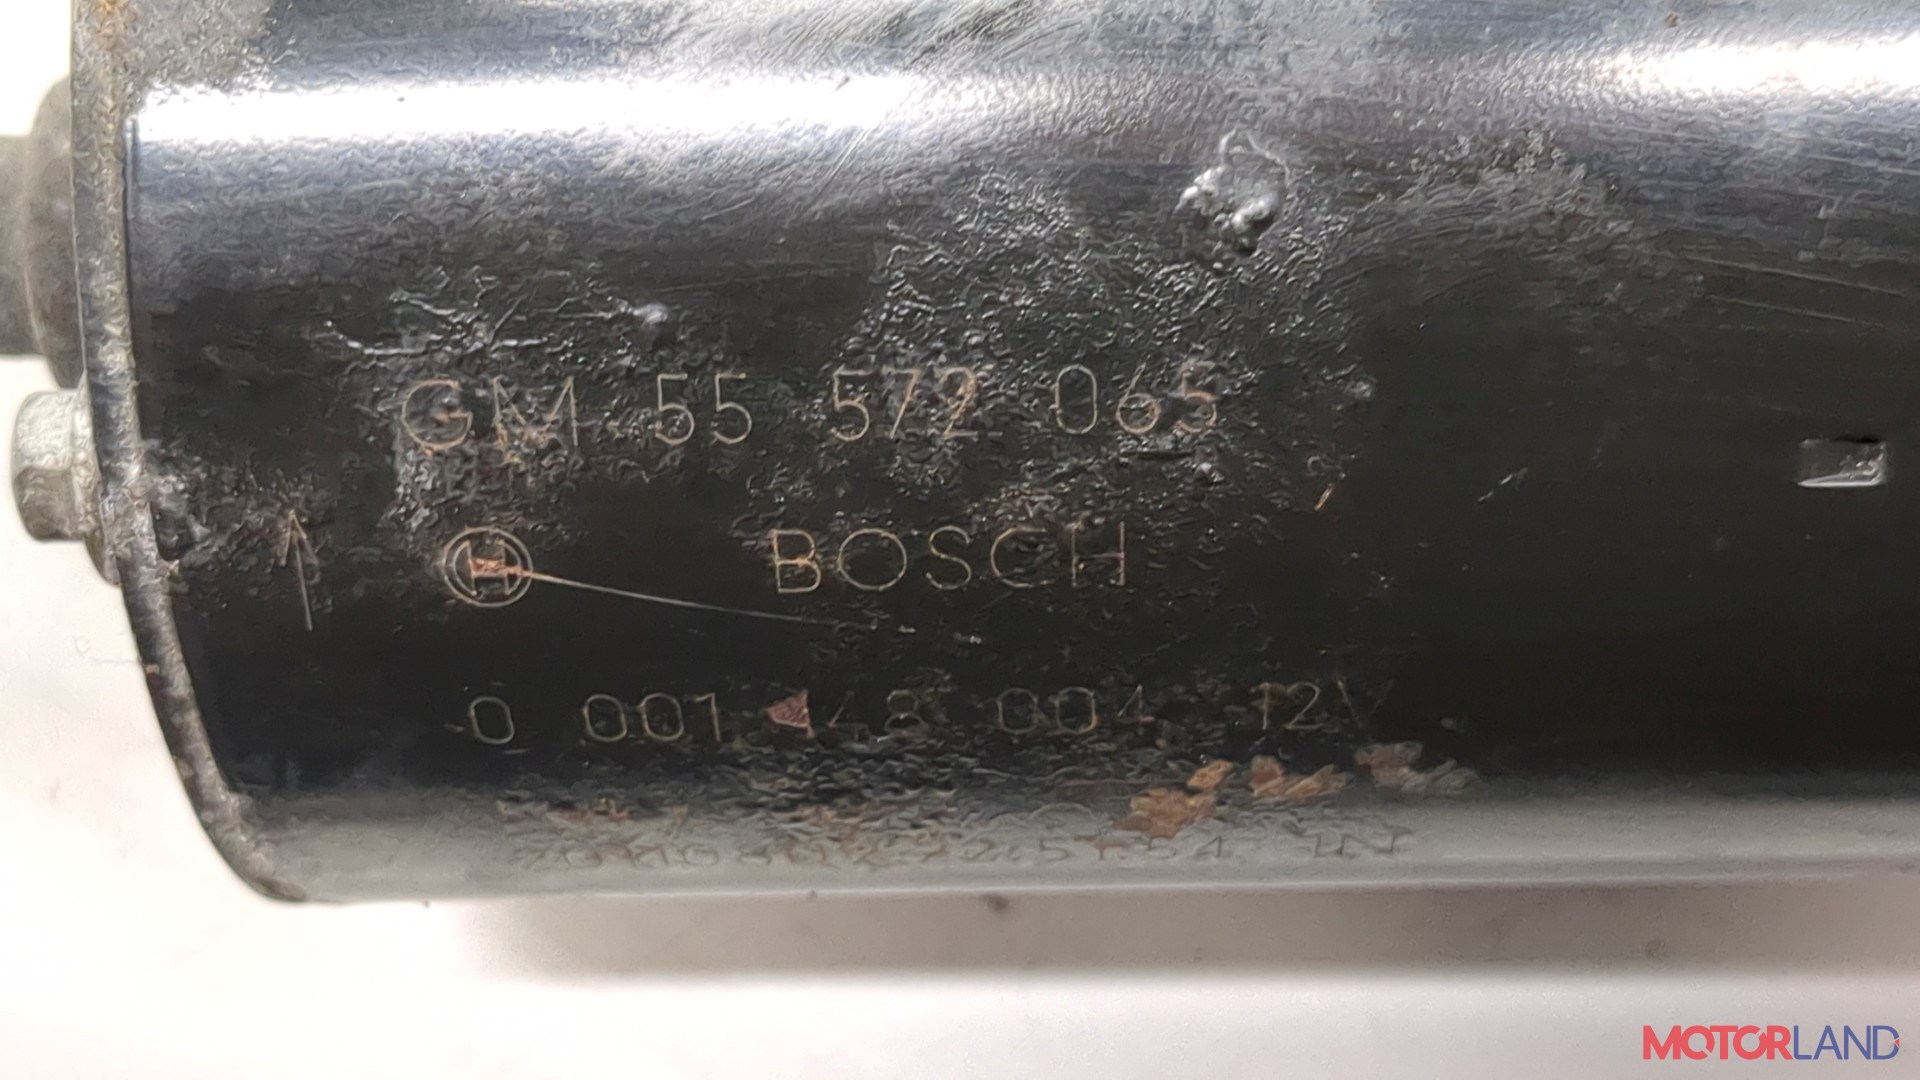 GM 55 572 065
BOSCH
0 001 148 004 12V
MOTORLAND